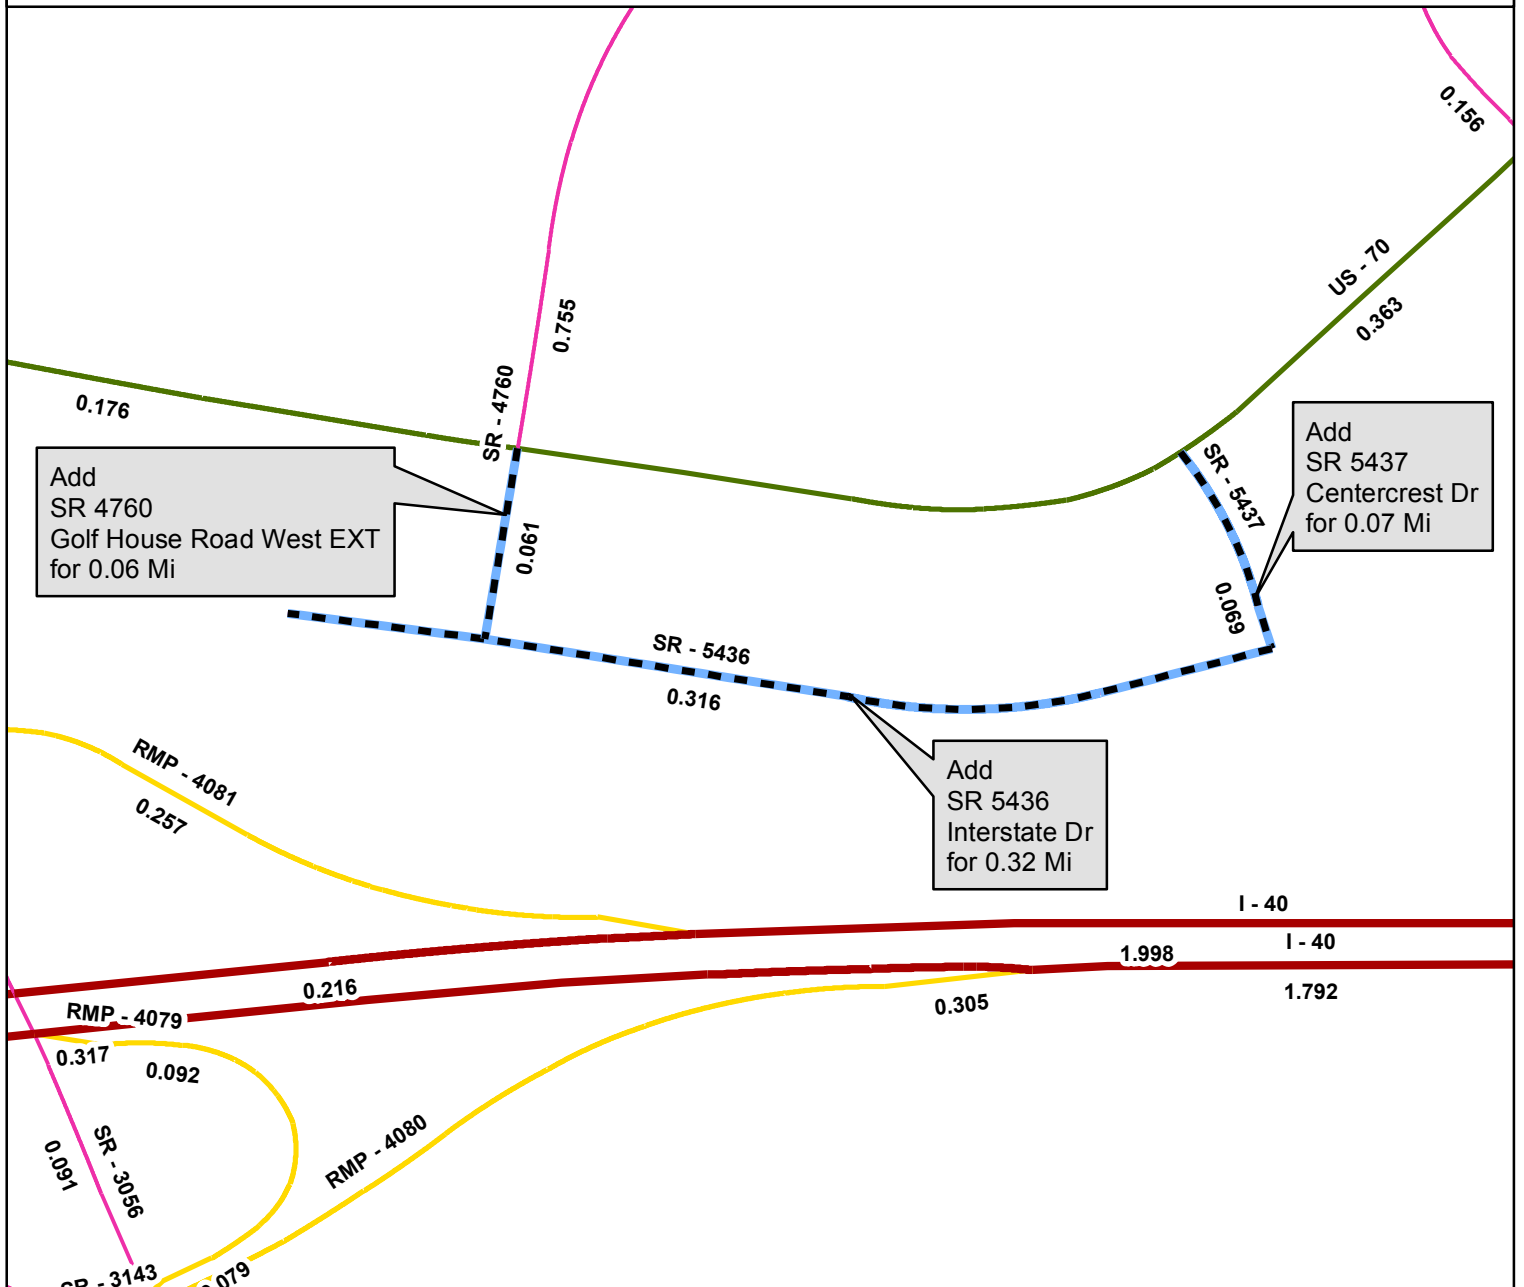 0.156
US - 70
0.363
0.755
SR - 4760
0.176
Add
SR 4760
Golf House Road West EXT
for 0.06 Mi
0.061
Add
SR 5437
Centercrest Dr
for 0.07 Mi
SR - 5437
0.069
SR - 5436
0.316
Add
SR 5436
Interstate Dr
for 0.32 Mi
RMP - 4081
0.257
I - 40
I - 40
1.998
1.792
0.216
0.305
RMP - 4079
0.317
0.092
RMP - 4080
SR - 3056
0.091
SR - 3143
0.079